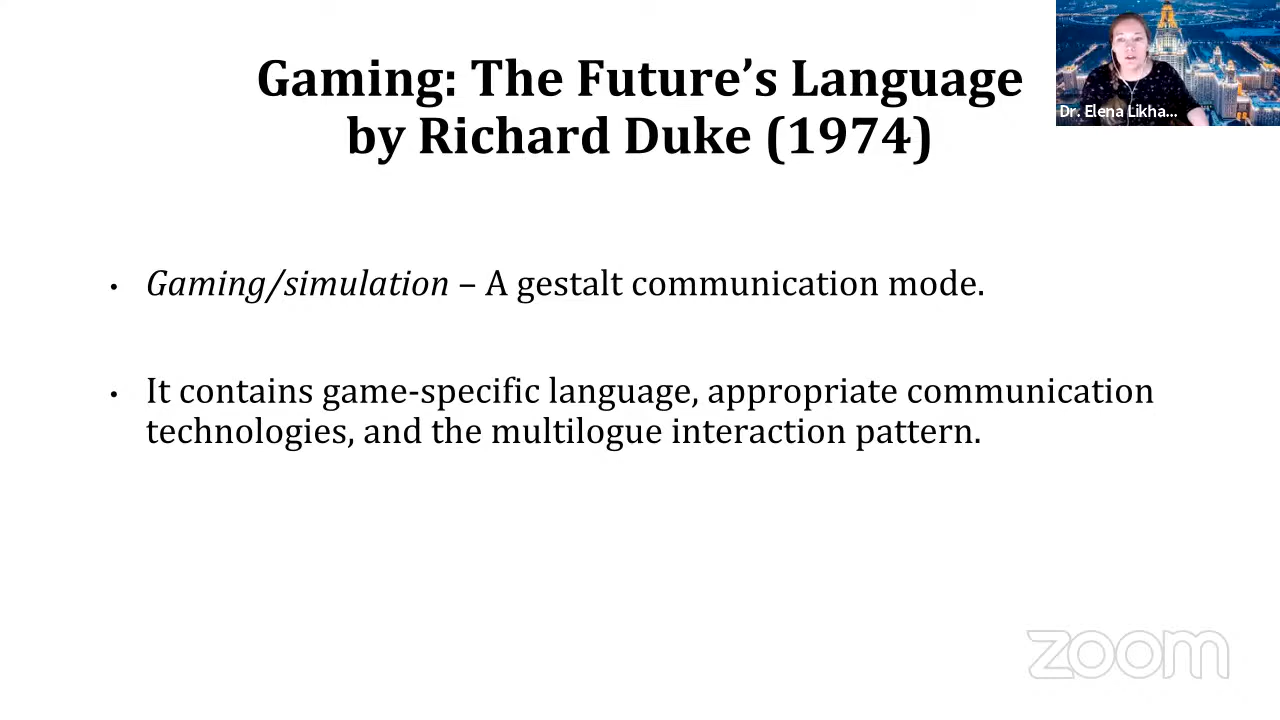 Gaming: The Future’s Language
by Richard Duke (1974)
Dr. Elena Likha...
• Gaming/simulation – A gestalt communication mode.
• It contains game-specific language, appropriate communication
technologies, and the multilogue interaction pattern.
zoom